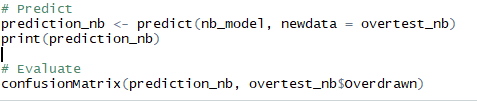 # Predict
prediction_nb <- predict(nb_model, newdata = overtest_nb)
print(prediction_nb)
# Evaluate
confusionMatrix(prediction_nb, overtest_nb$Overdrawn)